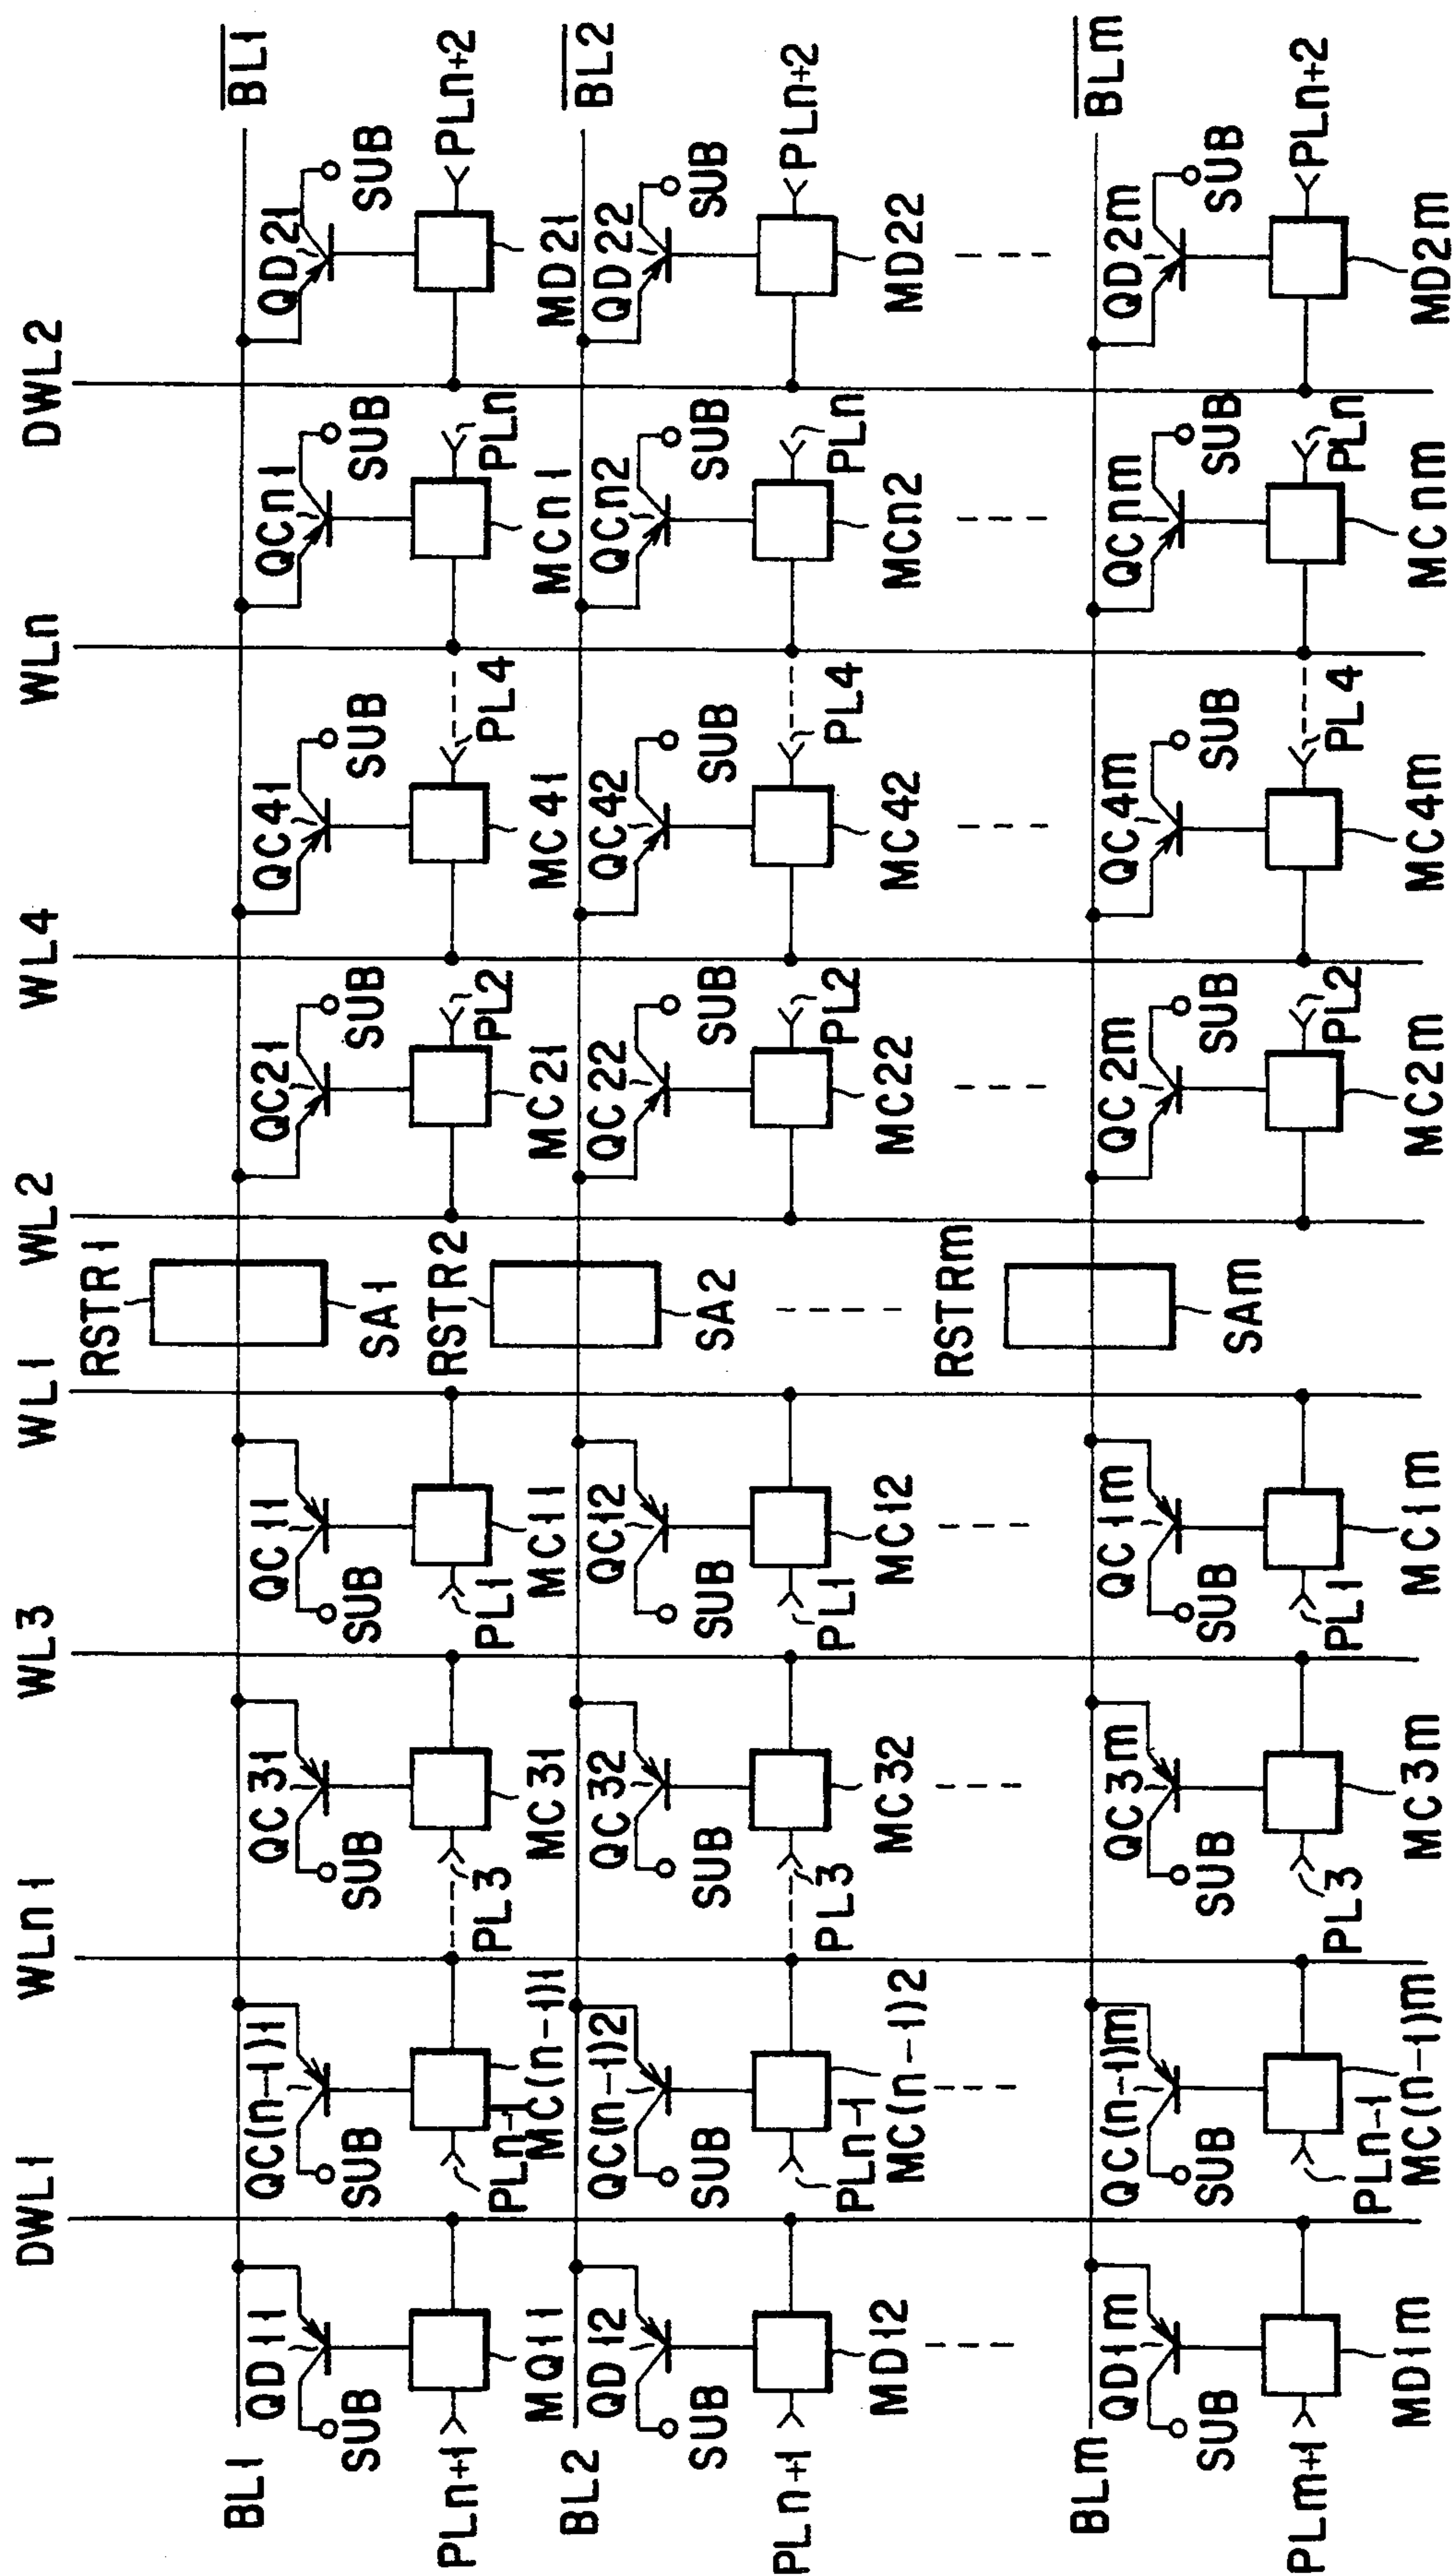 DWL1 WLn1 WL3 WL1 WL2 WL4 WLn DWL2
RSTR1
BL1 QD11 QC(n-1)1 QC31 QC11 QC21 QC41 QCn1 QD21 BL1
SUB SUB SUB SUB SA1 SUB SUB SUB SUB
PLn+1 PLn-1 PL3 PL1 RSTR2 PL2 PL4 PLn PLn+2
MQ11 MC(n-1)1 MC31 MC11 MC21 MC41 MCn1 MD21
BL2 QD12 QC(n-1)2 QC32 QC12 QC22 QC42 QCn2 QD22 BL2
SUB SUB SUB SUB SA2 SUB SUB SUB SUB
PLn+1 PLn-1 PL3 PL1 PL2 PL4 PLn PLn+2
MD12 MC(n-1)2 MC32 MC12 MC22 MC42 MCn2 MD22
RSTRm
BLm QD1m QC(n-1)m QC3m QC1m QC2m QC4m QCnm QD2m BLm
SUB SUB SUB SUB SAm SUB SUB SUB SUB
PLm+1 PLn-1 PL3 PL1 PL2 PL4 PLn PLn+2
MD1m MC(n-1)m MC3m MC1m MC2m MC4m MCnm MD2m